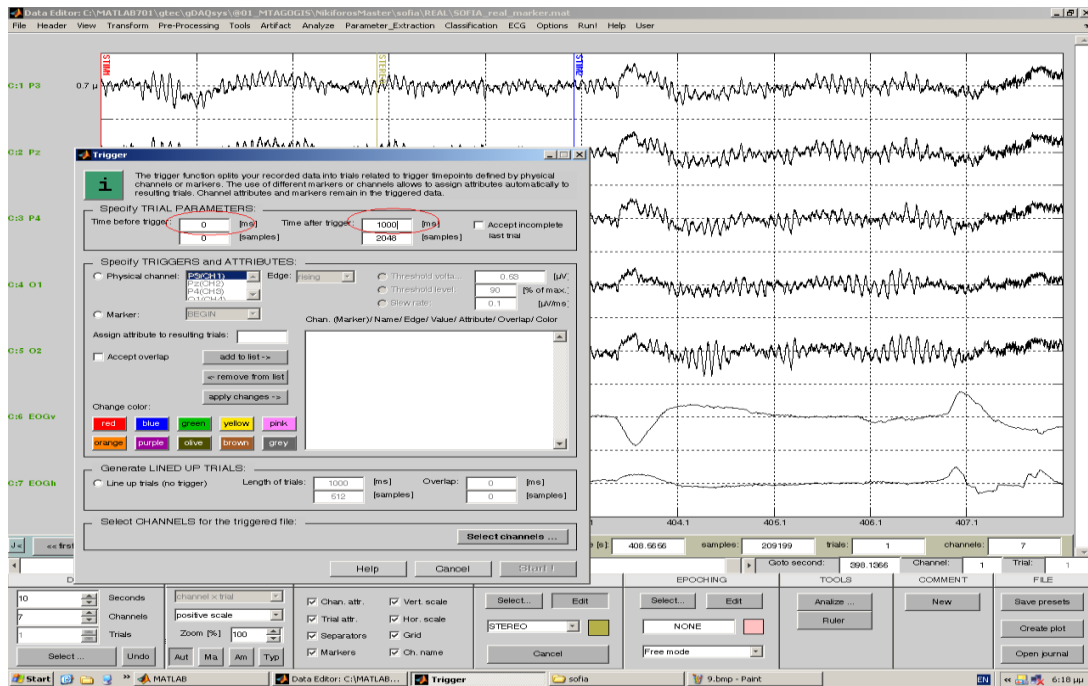 Data Editor: C:\MATLAB701\gtec\gDAQsys\@01_MTAGOGIS\NikiforosMaster\sofia\REAL\SOFIA_real_marker.mat
File Header View Transform Pre-Processing Tools Artifact Analyze Parameter_Extraction Classification ECG Options Run! Help User
STIM1
STEREO
STIM2
C:1 P3
0.7 µ
C:2 Pz
C:3 P4
C:4 O1
C:5 O2
C:6 EOGv
C:7 EOGh
Trigger
i
The trigger function splits your recorded data into trials related to trigger timepoints defined by physical
channels or markers. The use of different markers or channels allows to assign attributes automatically to
resulting trials. Channel attributes and markers remain in the triggered data.
Specify TRIAL PARAMETERS:
Time before trigger: 0 [ms] Time after trigger: 1000 [ms] Accept incomplete
0 [samples] 2048 [samples] last trial
Specify TRIGGERS and ATTRIBUTES:
Physical channel: P3(CH1) Edge: rising Threshold volta... 0.63 [µV]
Pz(CH2)
P4(CH3) Threshold level: 90 [% of max.]
O1(CH4) Slew rate: 0.1 [µV/ms]
Marker: BEGIN
Chan. (Marker)/ Name/ Edge/ Value/ Attribute/ Overlap/ Color
Assign attribute to resulting trials:
Accept overlap add to list ->
<- remove from list
apply changes ->
Change color:
red blue green yellow pink
orange purple olive brown grey
Generate LINED UP TRIALS:
Line up trials (no trigger) Length of trials: 1000 [ms] Overlap: 0 [ms]
512 [samples] 0 [samples]
Select CHANNELS for the triggered file:
Select channels ...
Help Cancel Start !
404.1 405.1 406.1 407.1
<< first
e [s]: 408.5656 samples: 209199 trials: 1 channels: 7
Goto second: 398.1366 Channel: 1 Trial: 1
D
EPOCHING TOOLS COMMENT FILE
10 Seconds
7 Channels
1 Trials
Select ... Undo
channel x trial
positive scale
Zoom [%] 100
Aut Ma Am Typ
Chan. attr. Vert. scale
Trial attr. Hor. scale
Separators Grid
Markers Ch. name
Select... Edit
STEREO
Cancel
Select... Edit
NONE
Free mode
Analize ...
Ruler
New
Save presets
Create plot
Open journal
Start » MATLAB Data Editor: C:\MATLAB... Trigger sofia 9.bmp - Paint EN « 6:18 μμ